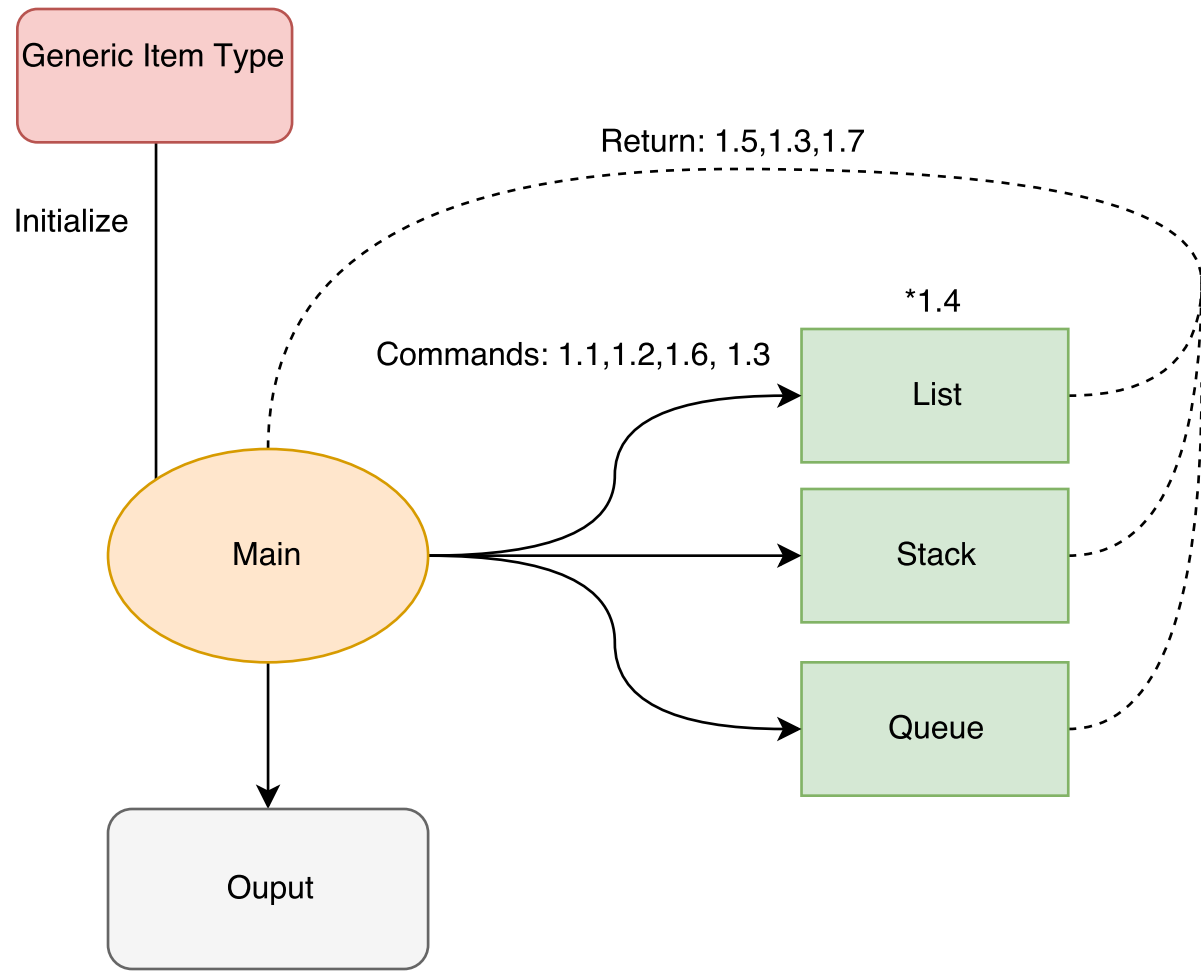 Generic Item Type
Return: 1.5,1.3,1.7
Initialize
*1.4
Commands: 1.1,1.2,1.6, 1.3
List
Main
Stack
Queue
Ouput